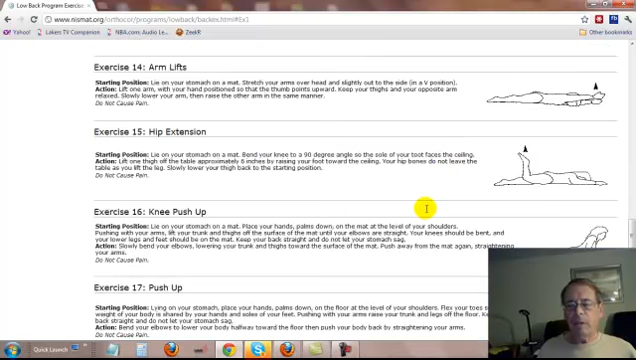 Low Back Program Exercise
www.nismat.org/orthocor/programs/lowback/backex.html#Ex1
Yahoo! Lakers TV Companion NBA.com: Audio Lea... ZeekR Other bookmarks
Exercise 14: Arm Lifts
Starting Position: Lie on your stomach on a mat. Stretch your arms over head and slightly out to the side (in a V position).
Action: Lift one arm, with your hand positioned so that the thumb points upward. Keep your thighs and your opposite arm
relaxed. Slowly lower your arm, then raise the other arm in the same manner.
Do Not Cause Pain.
Exercise 15: Hip Extension
Starting Position: Lie on your stomach on a mat. Bend your knee to a 90 degree angle so the sole of your foot faces the ceiling.
Action: Lift one thigh off the table approximately 6 inches by raising your foot toward the ceiling. Your hip bones do not leave the
table as you lift the leg. Slowly lower your thigh back to the starting position.
Do Not Cause Pain.
Exercise 16: Knee Push Up
Starting Position: Lie on your stomach on a mat. Place your hands, palms down, on the mat at the level of your shoulders.
Pushing with your arms, lift your trunk and thighs off the surface of the mat until your elbows are straight. Your knees should be bent, and
your lower legs and feet should be on the mat. Keep your back straight and do not let your stomach sag.
Action: Slowly bend your elbows, lowering your trunk and thighs toward the surface of the mat. Push away from the mat again, straightening
your arms.
Do Not Cause Pain.
Exercise 17: Push Up
Starting Position: Lying on your stomach, place your hands, palms down, on the floor at the level of your shoulders. Flex your toes s
weight of your body is shared by your hands and soles of your feet. Pushing with your arms raise your trunk and legs off the floor. K
back straight and do not let your stomach sag.
Action: Bend your elbows to lower your body halfway toward the floor then push your body back by straightening your arms.
Do Not Cause Pain.
Quick Launch